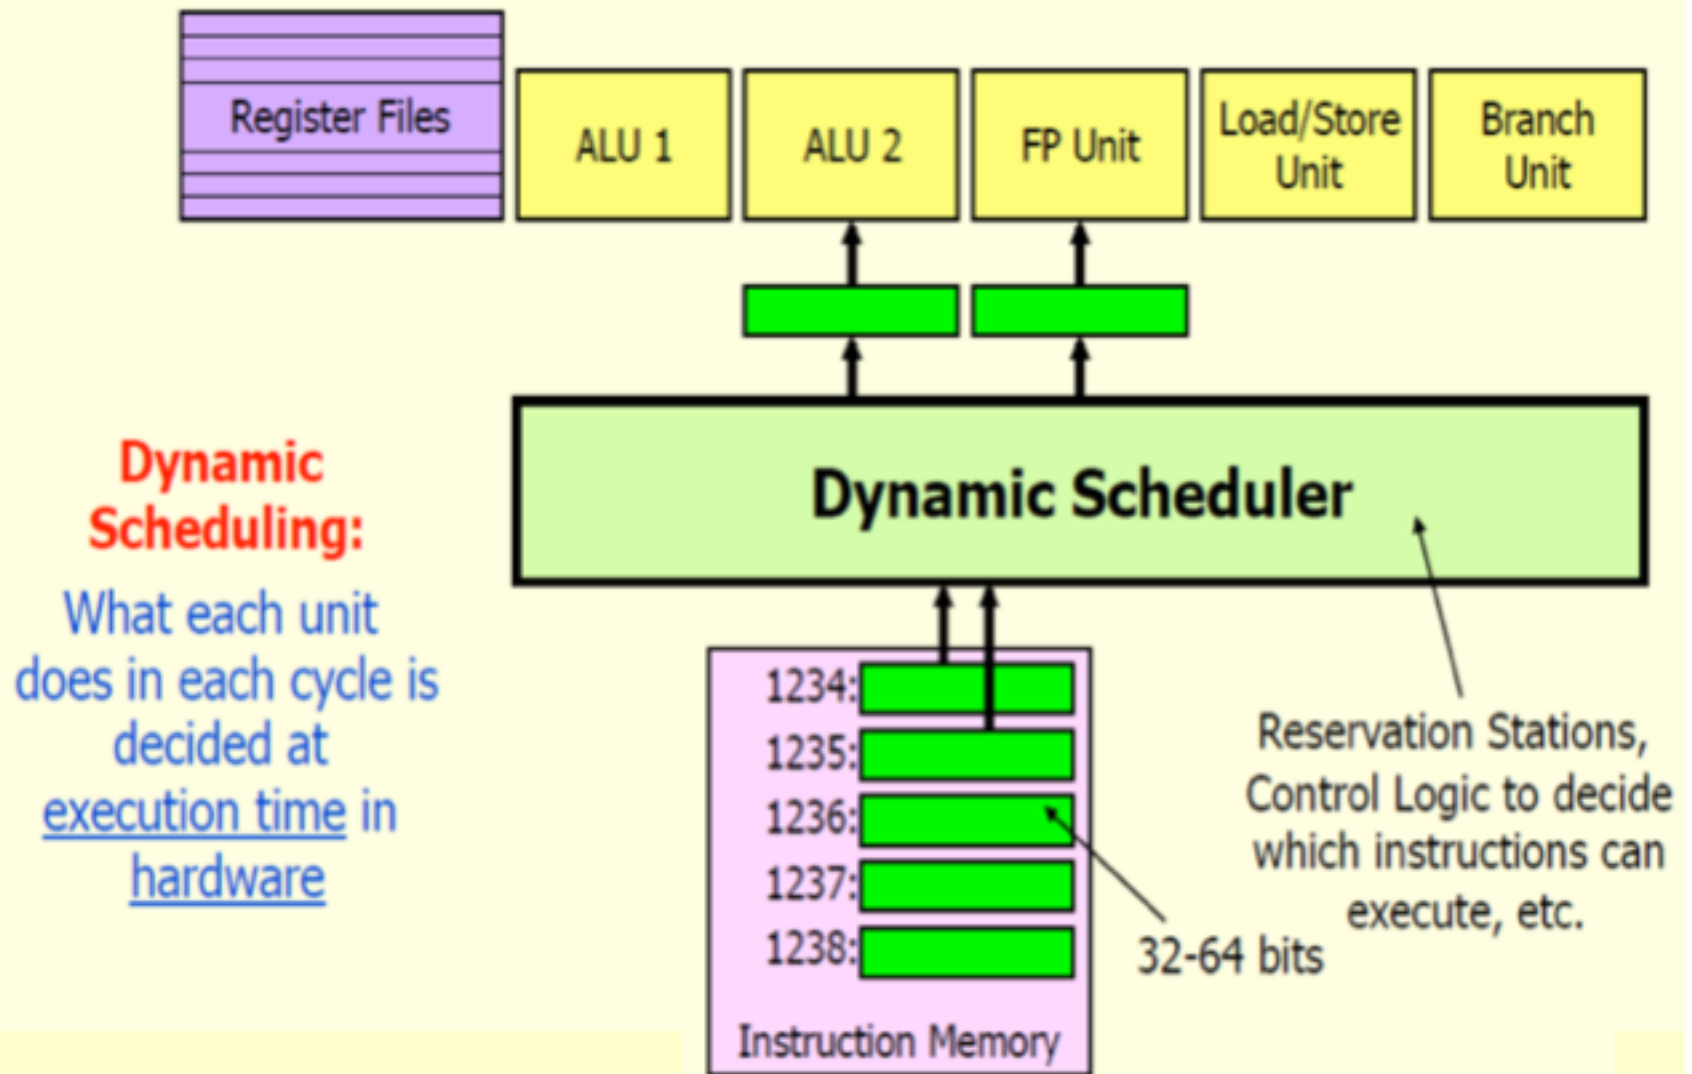 Register Files
ALU 1
ALU 2
FP Unit
Load/Store
Unit
Branch
Unit
Dynamic Scheduler
Dynamic
Scheduling:
What each unit
does in each cycle is
decided at
execution time in
hardware
1234:
1235:
1236:
1237:
1238:
Instruction Memory
32-64 bits
Reservation Stations,
Control Logic to decide
which instructions can
execute, etc.